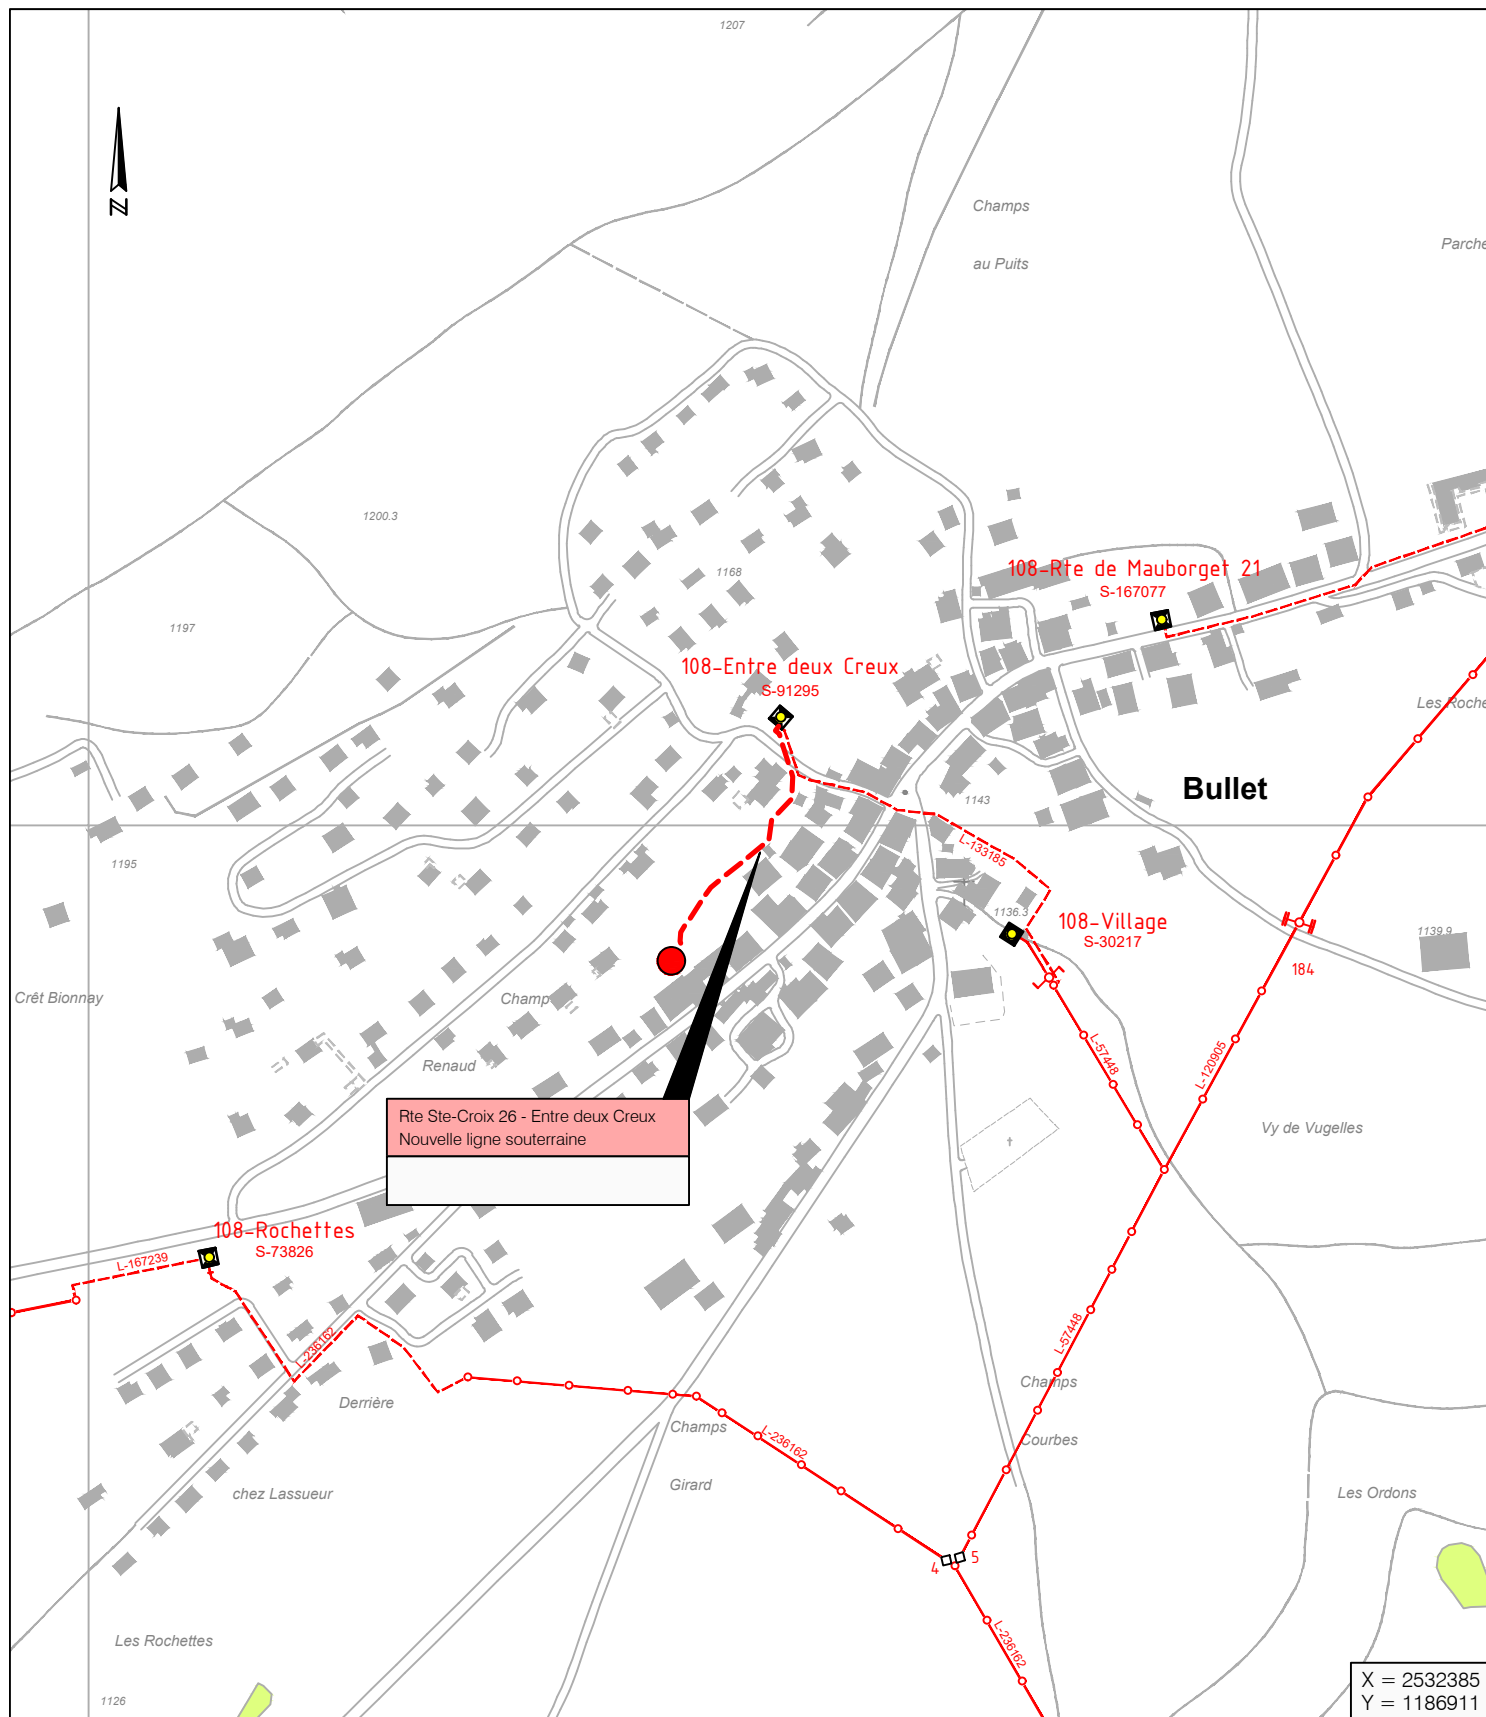 1207
N
Champs
au Puits
Parche
1200.3
1168
108-Rte de Mauborget 21
S-167077
1197
108-Entre deux Creux
S-91295
Les Roche
Bullet
1143
1195
L-133185
1136.3
108-Village
S-30217
1139.9
184
Crêt Bionnay
Champ
Renaud
L-57448
L-120905
Rte Ste-Croix 26 - Entre deux Creux
Nouvelle ligne souterraine
Vy de Vugelles
108-Rochettes
S-73826
L-167239
L-236162
L-57448
Derrière
Champs
Courbes
Champs
Girard
L-236162
chez Lassueur
Les Ordons
4
5
L-236162
Les Rochettes
1126
X = 2532385
Y = 1186911